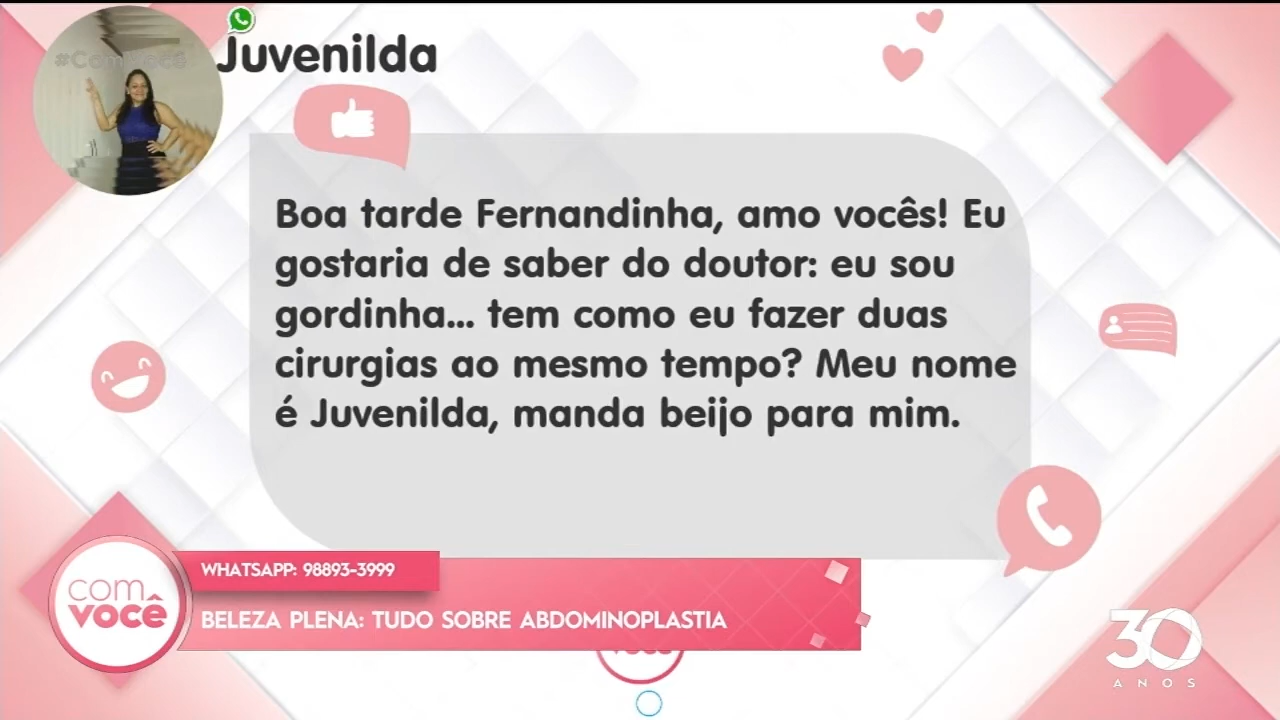 #ComVocê
Juvenilda
Boa tarde Fernandinha, amo vocês! Eu
gostaria de saber do doutor: eu sou
gordinha... tem como eu fazer duas
cirurgias ao mesmo tempo? Meu nome
é Juvenilda, manda beijo para mim.
WHATSAPP: 98893-3999
com
você
BELEZA PLENA: TUDO SOBRE ABDOMINOPLASTIA
30
ANOS